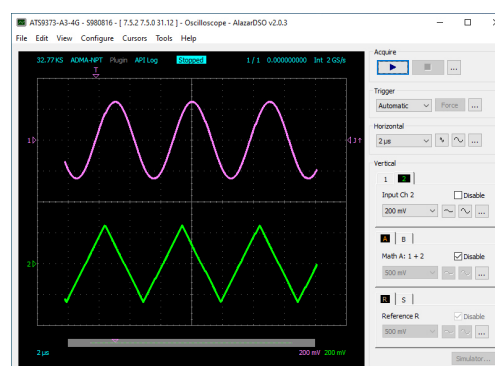 ATS9373-A3-4G - S980816 - [ 7.5.2 7.5.0 31.12 ] - Oscilloscope - AlazarDSO v2.0.3
File Edit View Configure Cursors Tools Help
32.77 KS ADMA-NPT Plugin API Log Stopped 1 / 1 0.000000000 Int. 2 GS/s
T
1
J
2
2 µs 200 mV 200 mV
Acquire
...
Trigger
Automatic Force ...
Horizontal
2 µs ...
Vertical
1 2
Input Ch 2 Disable
200 mV ...
A B
Math A: 1 + 2 Disable
500 mV ...
R S
Reference R Disable
500 mV ...
Simulator...